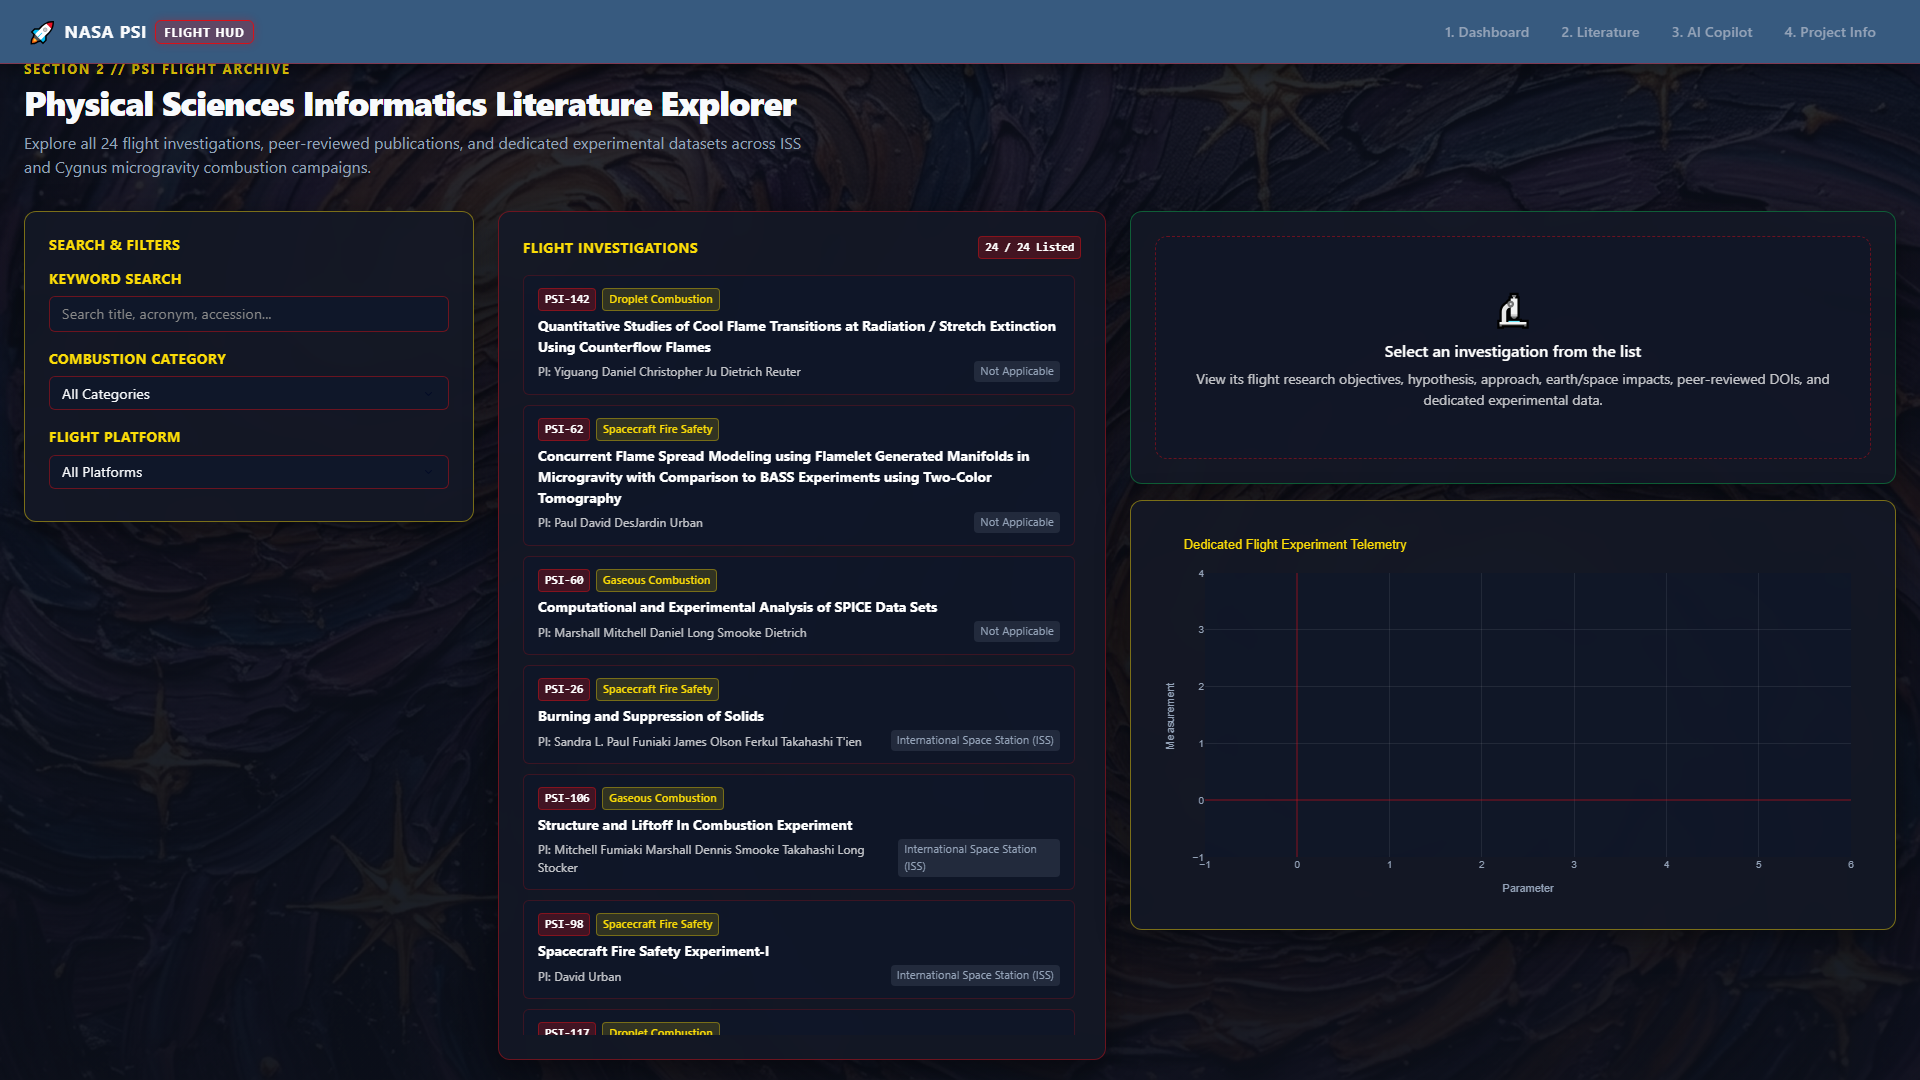 NASA PSI FLIGHT HUD
1. Dashboard 2. Literature 3. AI Copilot 4. Project Info
SECTION 2 // PSI FLIGHT ARCHIVE
Physical Sciences Informatics Literature Explorer
Explore all 24 flight investigations, peer-reviewed publications, and dedicated experimental datasets across ISS
and Cygnus microgravity combustion campaigns.
SEARCH & FILTERS
KEYWORD SEARCH
Search title, acronym, accession...
COMBUSTION CATEGORY
All Categories
FLIGHT PLATFORM
All Platforms
FLIGHT INVESTIGATIONS
24 / 24 Listed
PSI-142 Droplet Combustion
Quantitative Studies of Cool Flame Transitions at Radiation / Stretch Extinction
Using Counterflow Flames
PI: Yiguang Daniel Christopher Ju Dietrich Reuter
Not Applicable
PSI-62 Spacecraft Fire Safety
Concurrent Flame Spread Modeling using Flamelet Generated Manifolds in
Microgravity with Comparison to BASS Experiments using Two-Color
Tomography
PI: Paul David DesJardin Urban
Not Applicable
PSI-60 Gaseous Combustion
Computational and Experimental Analysis of SPICE Data Sets
PI: Marshall Mitchell Daniel Long Smooke Dietrich
Not Applicable
PSI-26 Spacecraft Fire Safety
Burning and Suppression of Solids
PI: Sandra L. Paul Funiaki James Olson Ferkul Takahashi T'ien
International Space Station (ISS)
PSI-106 Gaseous Combustion
Structure and Liftoff In Combustion Experiment
PI: Mitchell Fumiaki Marshall Dennis Smooke Takahashi Long
Stocker
International Space Station
(ISS)
PSI-98 Spacecraft Fire Safety
Spacecraft Fire Safety Experiment-I
PI: David Urban
International Space Station (ISS)
PSI-117 Droplet Combustion
Select an investigation from the list
View its flight research objectives, hypothesis, approach, earth/space impacts, peer-reviewed DOIs, and
dedicated experimental data.
Dedicated Flight Experiment Telemetry
Measurement
4
3
2
1
0
−1
−1 0 1 2 3 4 5 6
Parameter